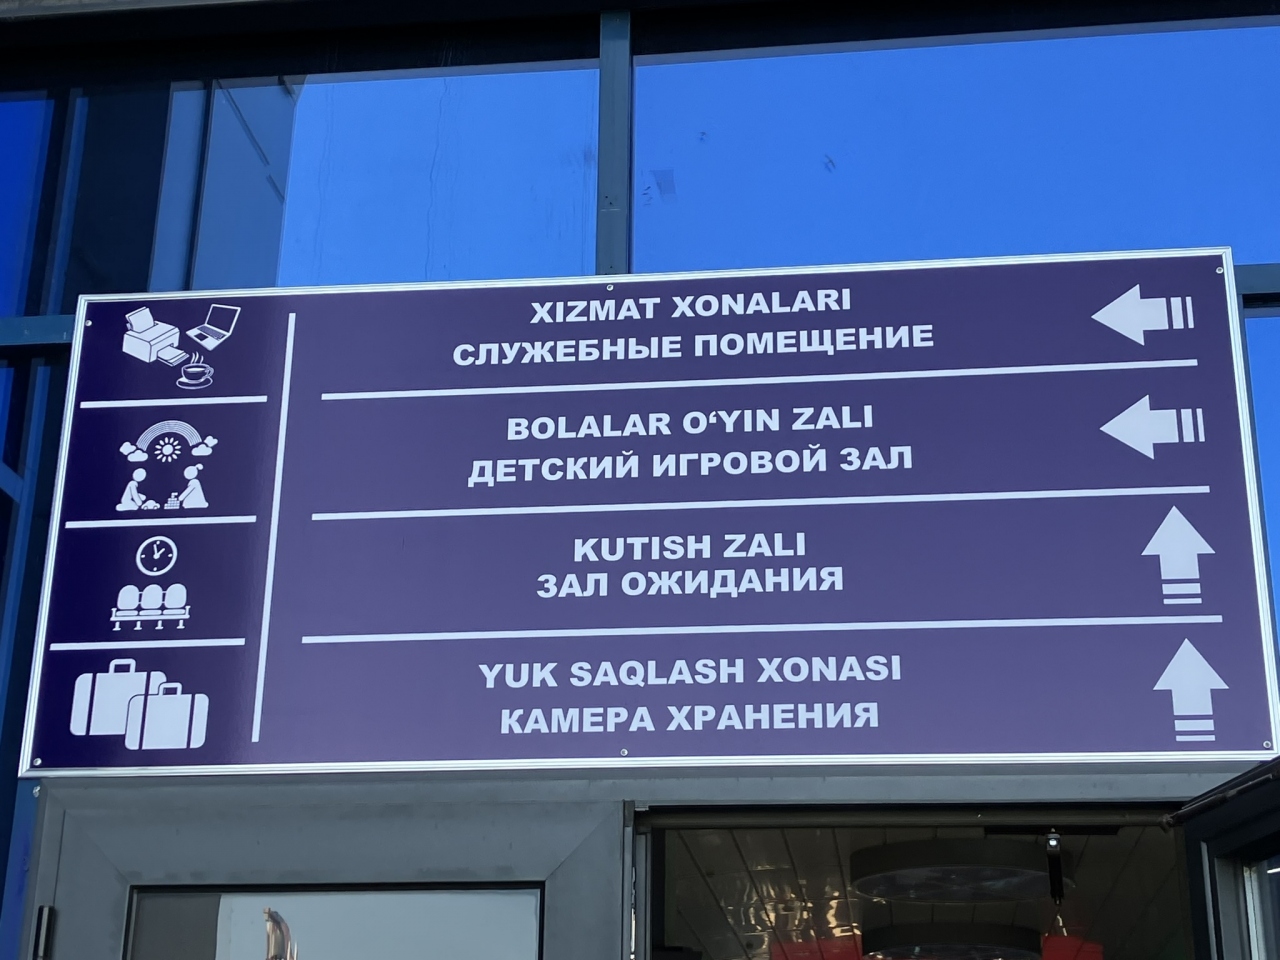 XIZMAT XONALARI
СЛУЖЕБНЫЕ ПОМЕЩЕНИЕ
BOLALAR O‘YIN ZALI
ДЕТСКИЙ ИГРОВОЙ ЗАЛ
KUTISH ZALI
ЗАЛ ОЖИДАНИЯ
YUK SAQLASH XONASI
КАМЕРА ХРАНЕНИЯ